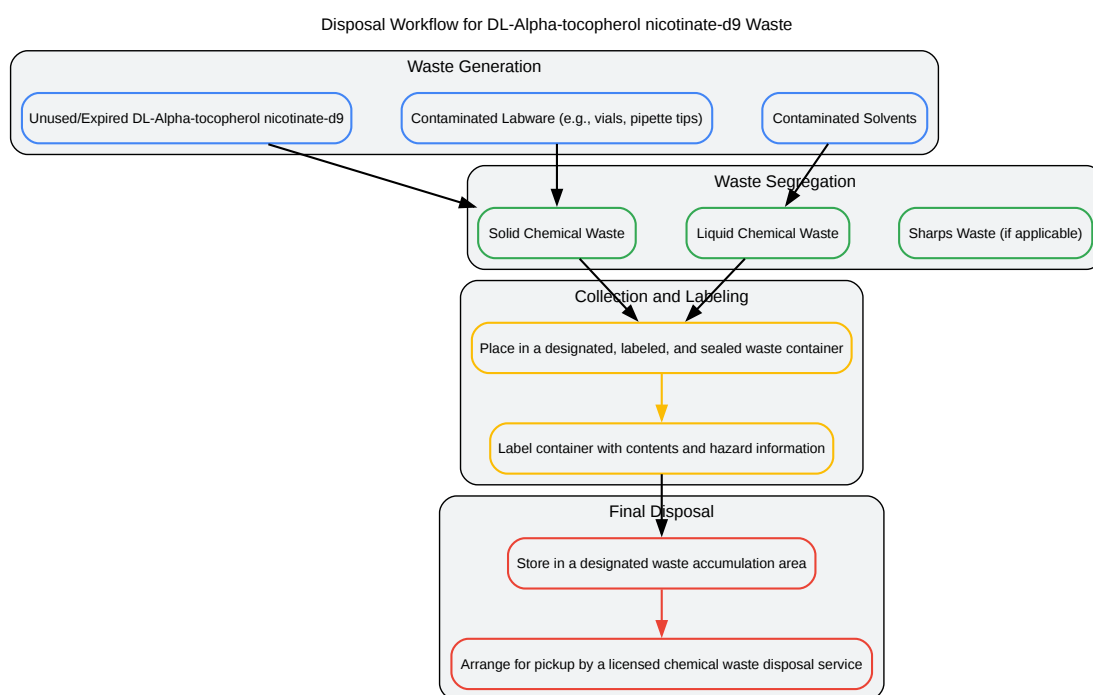 Disposal Workflow for DL-Alpha-tocopherol nicotinate-d9 Waste
Waste Generation
Unused/Expired DL-Alpha-tocopherol nicotinate-d9
Contaminated Labware (e.g., vials, pipette tips)
Contaminated Solvents
Waste Segregation
Solid Chemical Waste
Liquid Chemical Waste
Sharps Waste (if applicable)
Collection and Labeling
Place in a designated, labeled, and sealed waste container
Label container with contents and hazard information
Final Disposal
Store in a designated waste accumulation area
Arrange for pickup by a licensed chemical waste disposal service